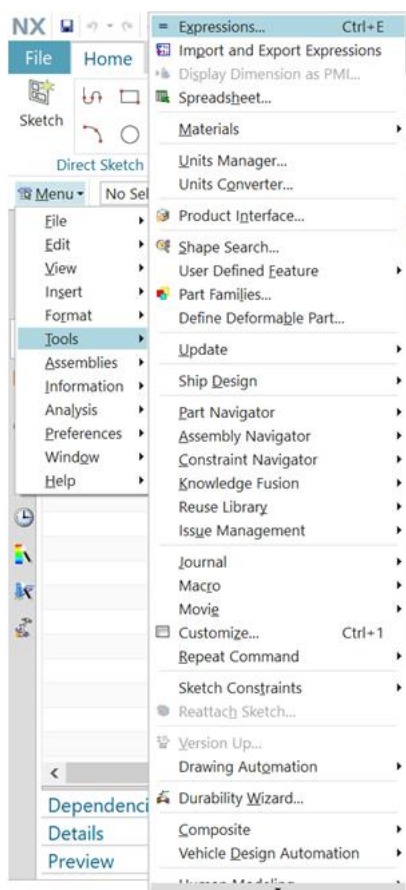 NX
File
Home
Sketch
Direct Sketch
Menu
No Sel
File
Edit
View
Insert
Format
Tools
Assemblies
Information
Analysis
Preferences
Window
Help
= Expressions... Ctrl+E
Import and Export Expressions
Display Dimension as PMI...
Spreadsheet...
Materials
Units Manager...
Units Converter...
Product Interface...
Shape Search...
User Defined Feature
Part Families...
Define Deformable Part...
Update
Ship Design
Part Navigator
Assembly Navigator
Constraint Navigator
Knowledge Fusion
Reuse Library
Issue Management
Journal
Macro
Movie
Customize... Ctrl+1
Repeat Command
Sketch Constraints
Reattach Sketch...
Version Up...
Drawing Automation
Durability Wizard...
Composite
Vehicle Design Automation
Human Modeling
Dependenci
Details
Preview